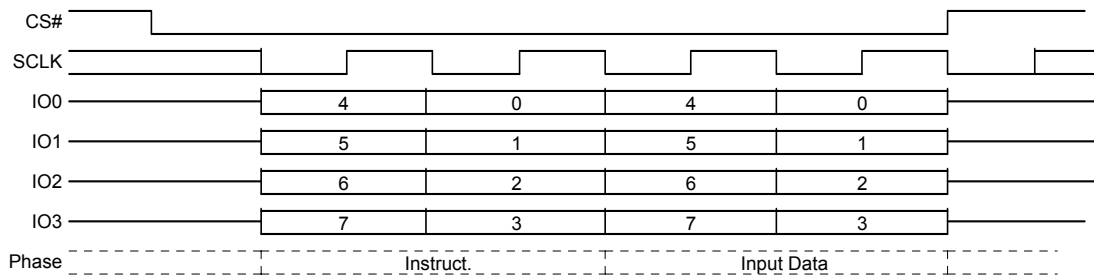 CS#
SCLK
IO0 4 0 4 0
IO1 5 1 5 1
IO2 6 2 6 2
IO3 7 3 7 3
Phase Instruct. Input Data